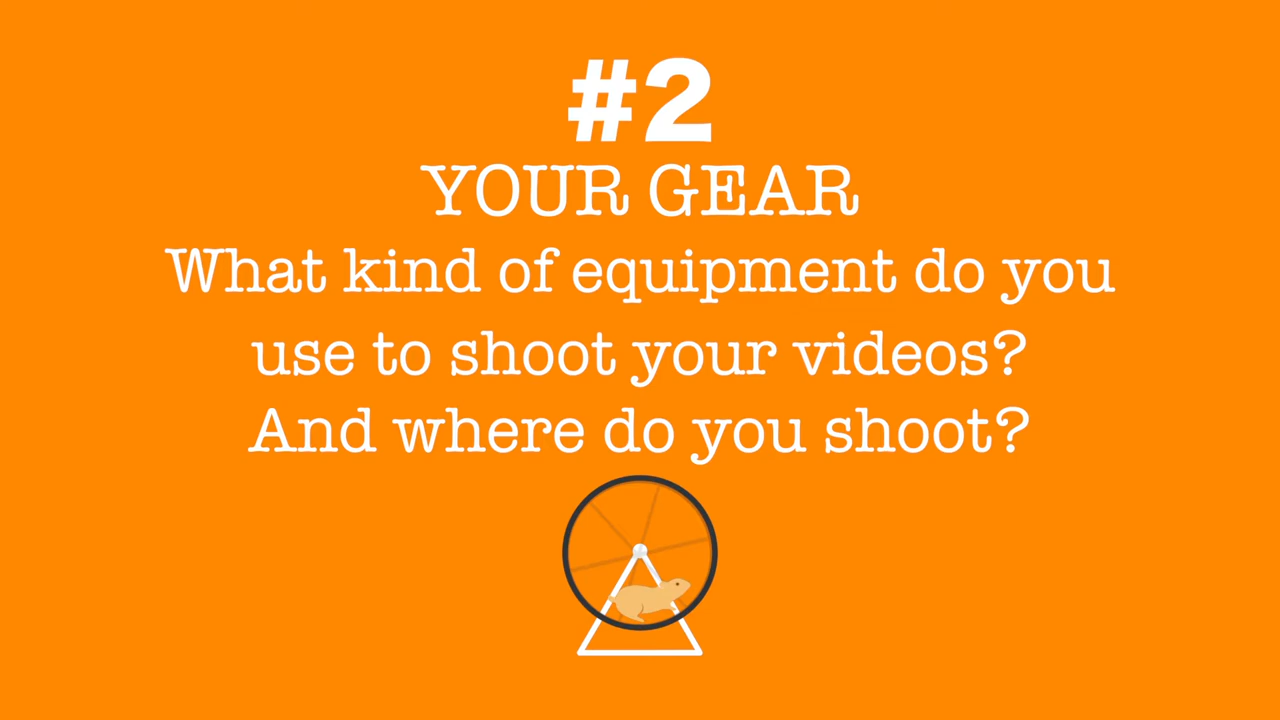 #2
YOUR GEAR
What kind of equipment do you
use to shoot your videos?
And where do you shoot?